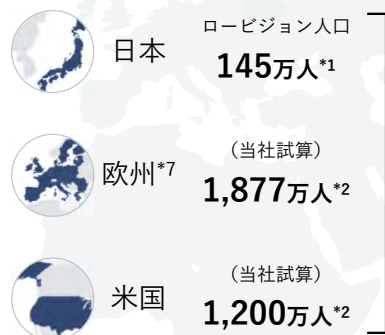 ロービジョン人口
日本
145万人*1
（当社試算）
欧州*7
1,877万人*2
（当社試算）
米国
1,200万人*2